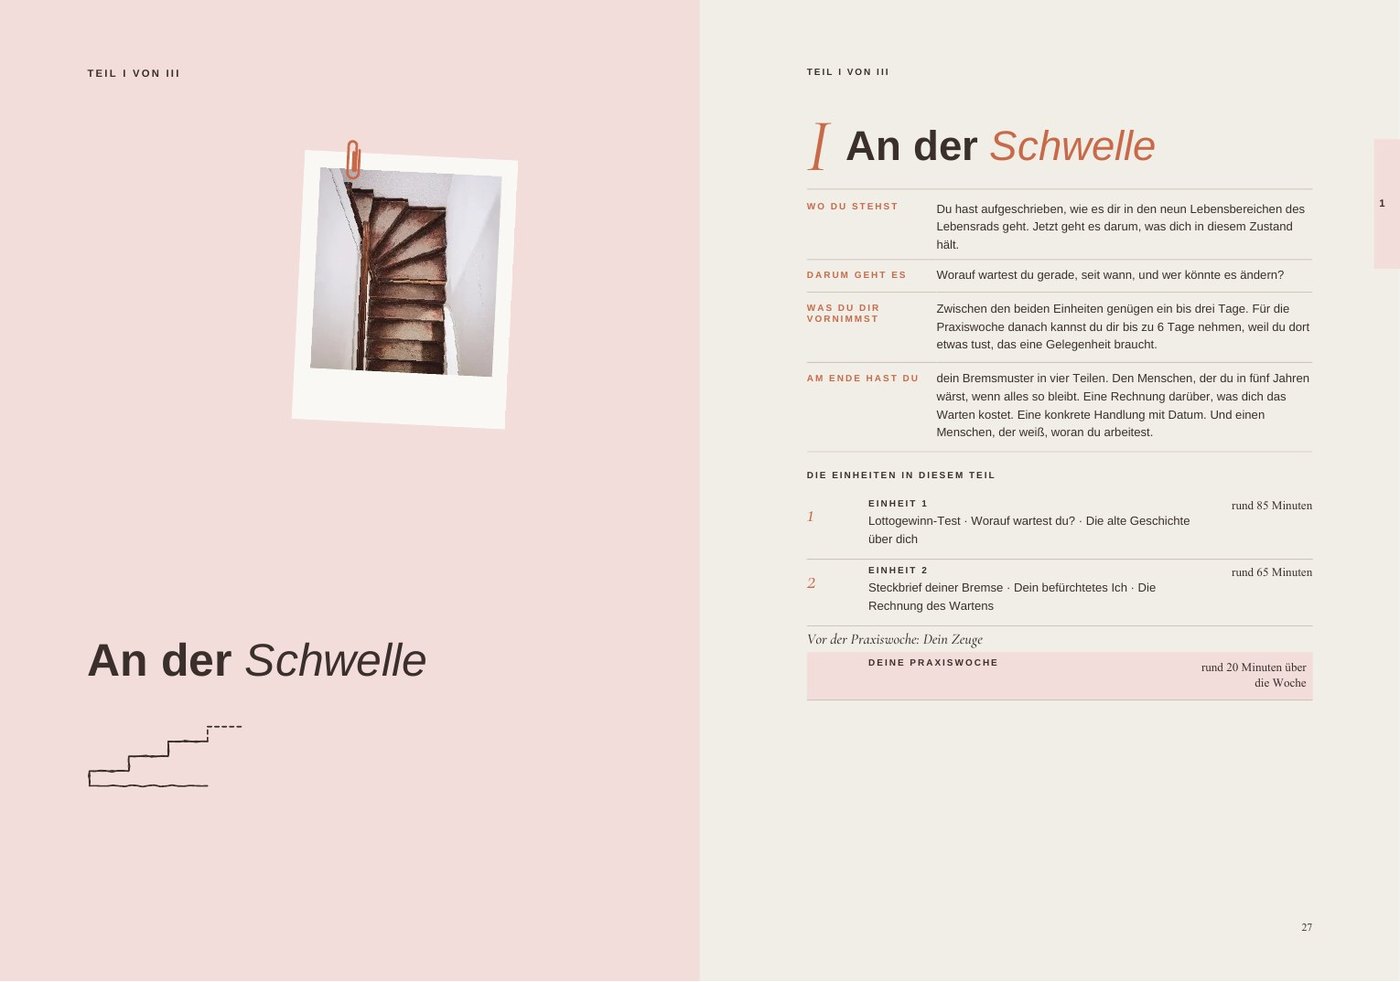 TEIL I VON III
An der Schwelle
TEIL I VON III
I An der Schwelle
WO DU STEHST
Du hast aufgeschrieben, wie es dir in den neun Lebensbereichen des
Lebensrads geht. Jetzt geht es darum, was dich in diesem Zustand
hält.
DARUM GEHT ES
Worauf wartest du gerade, seit wann, und wer könnte es ändern?
WAS DU DIR
VORNIMMST
Zwischen den beiden Einheiten genügen ein bis drei Tage. Für die
Praxiswoche danach kannst du dir bis zu 6 Tage nehmen, weil du dort
etwas tust, das eine Gelegenheit braucht.
AM ENDE HAST DU
dein Bremsmuster in vier Teilen. Den Menschen, der du in fünf Jahren
wärst, wenn alles so bleibt. Eine Rechnung darüber, was dich das
Warten kostet. Eine konkrete Handlung mit Datum. Und einen
Menschen, der weiß, woran du arbeitest.
DIE EINHEITEN IN DIESEM TEIL
1
EINHEIT 1
Lottogewinn-Test · Worauf wartest du? · Die alte Geschichte
über dich
rund 85 Minuten
2
EINHEIT 2
Steckbrief deiner Bremse · Dein befürchtetes Ich · Die
Rechnung des Wartens
rund 65 Minuten
Vor der Praxiswoche: Dein Zeuge
DEINE PRAXISWOCHE
rund 20 Minuten über
die Woche
1
27